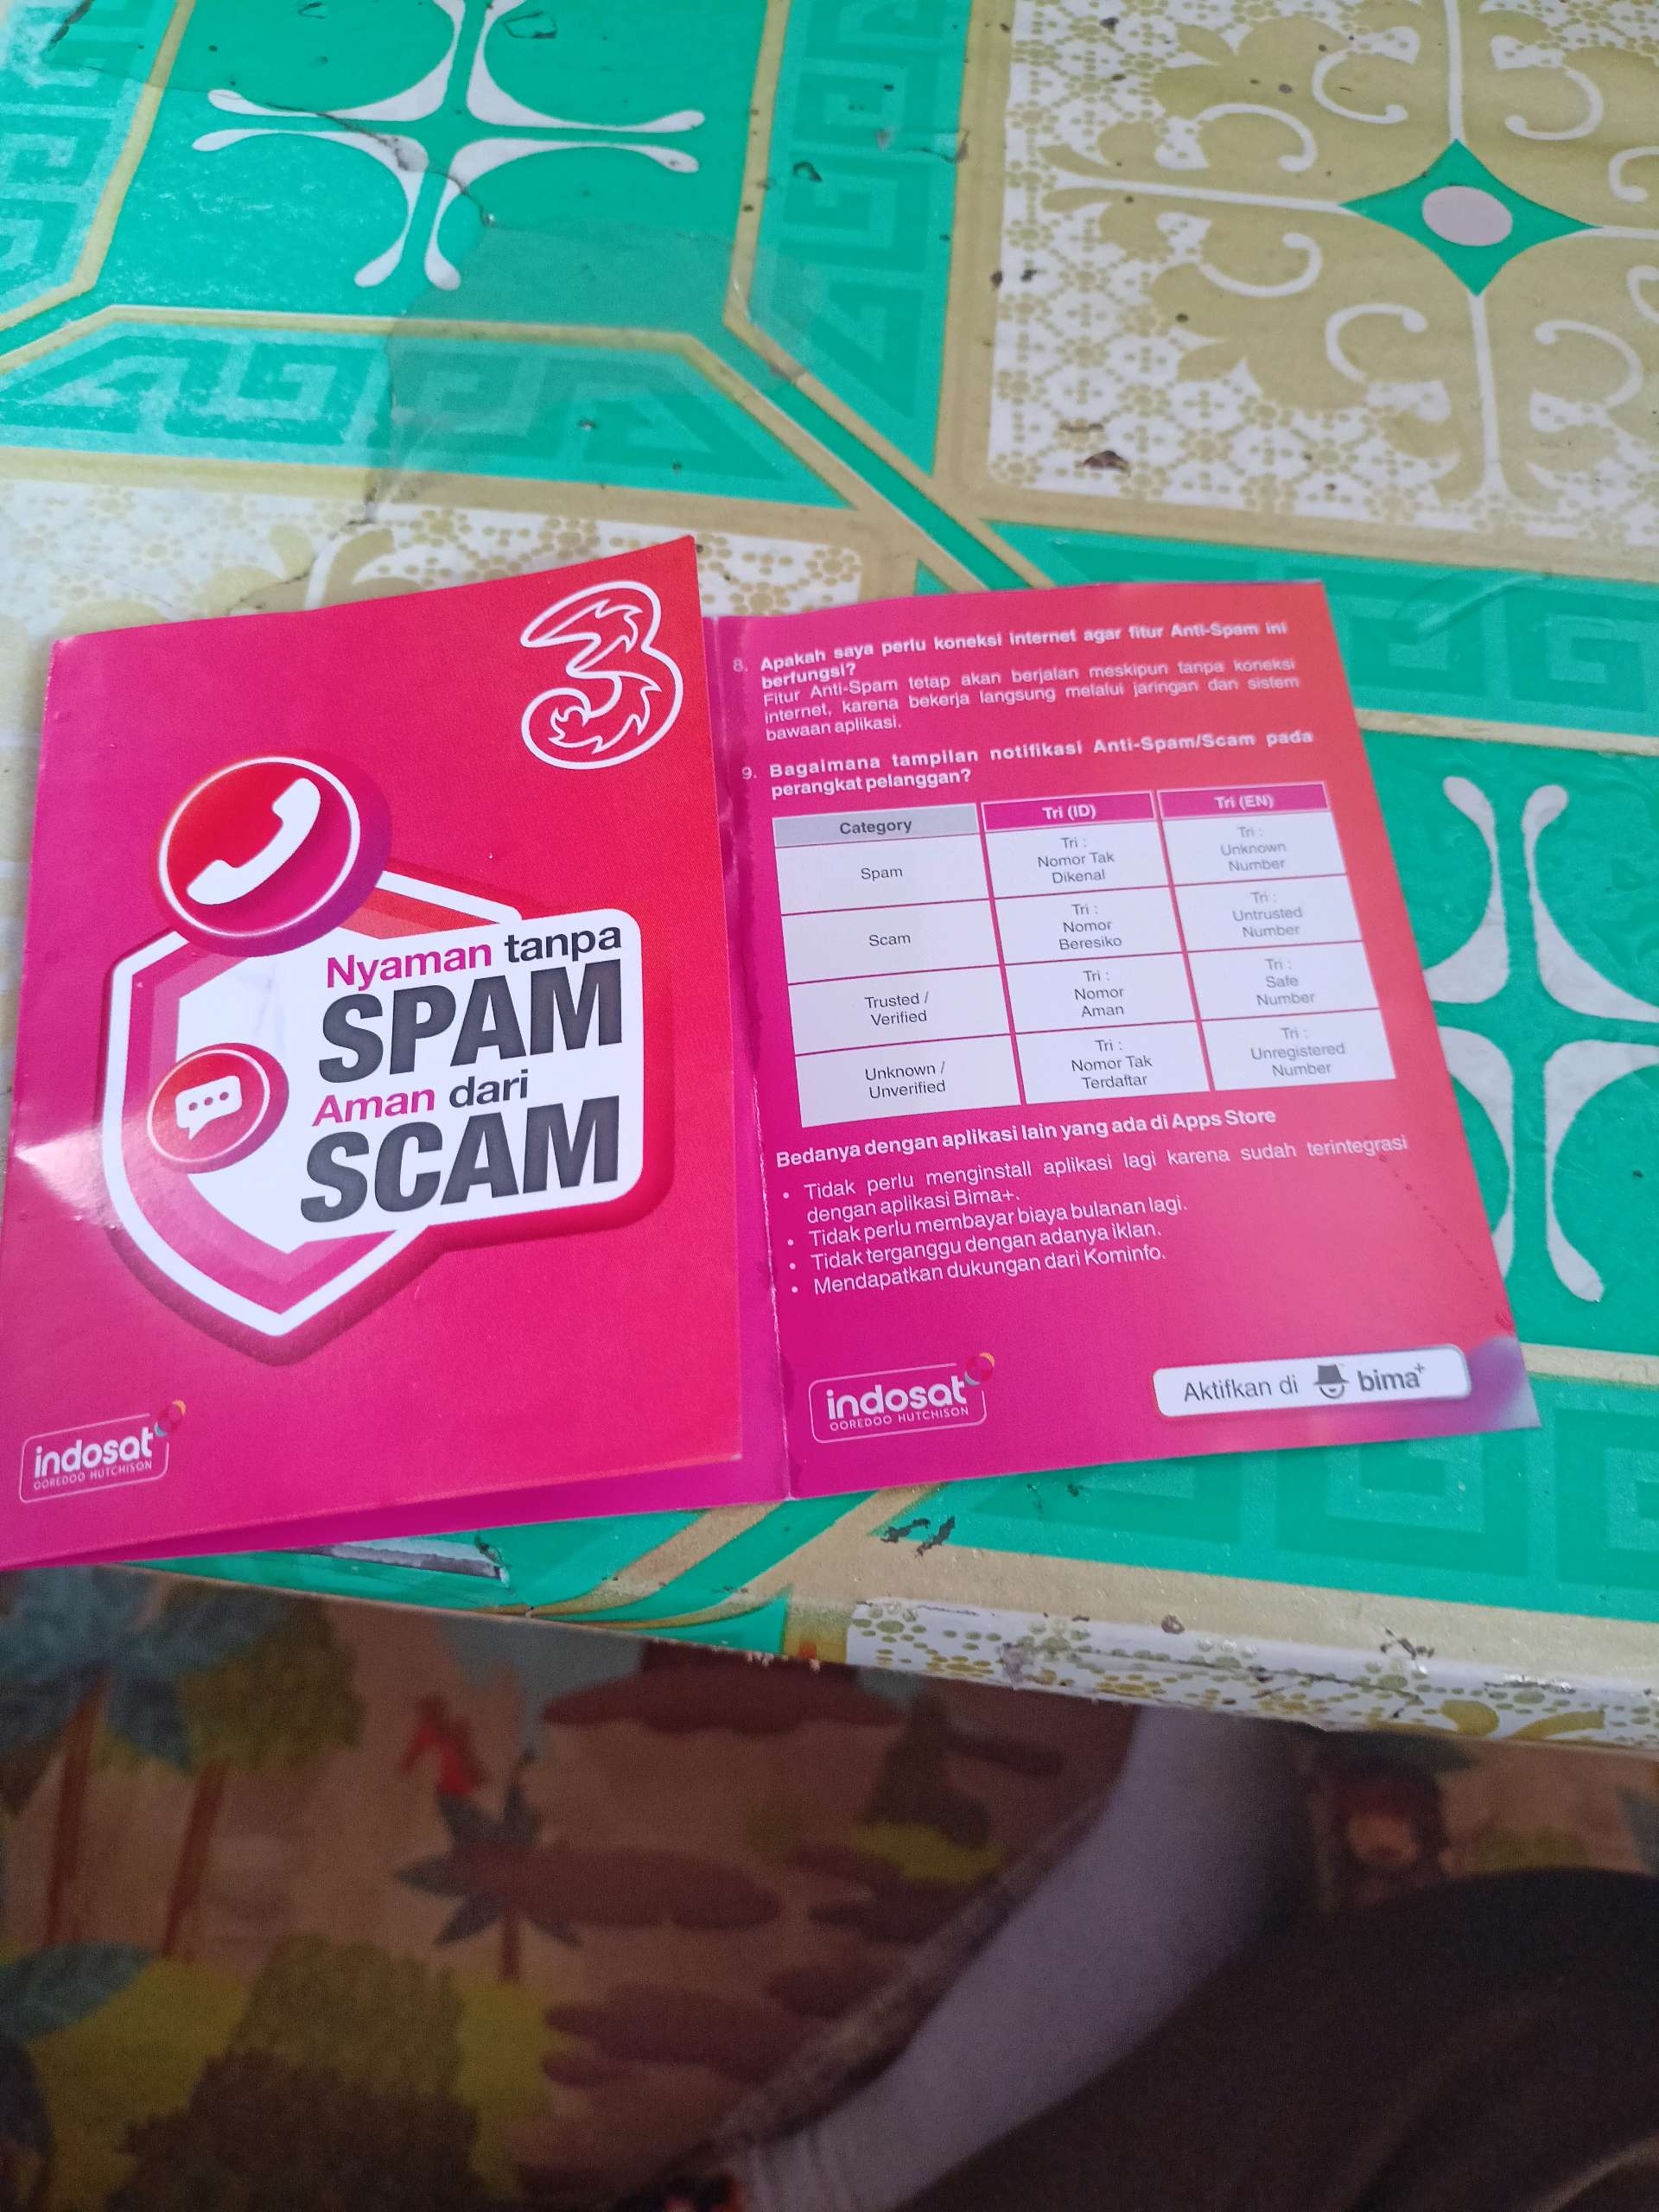 3
Nyaman tanpa
SPAM
Aman dari
SCAM
indosat
OOREDOO HUTCHISON
8. Apakah saya perlu koneksi internet agar fitur Anti-Spam ini
berfungsi?
Fitur Anti-Spam tetap akan berjalan meskipun tanpa koneksi
internet, karena bekerja langsung melalui jaringan dan sistem
bawaan aplikasi.
9. Bagaimana tampilan notifikasi Anti-Spam/Scam pada
perangkat pelanggan?
Category
Tri (ID)
Tri (EN)
Spam
Tri :
Nomor Tak
Dikenal
Tri :
Unknown
Number
Scam
Tri :
Nomor
Beresiko
Tri :
Untrusted
Number
Trusted /
Verified
Tri :
Nomor
Aman
Tri :
Safe
Number
Unknown /
Unverified
Tri :
Nomor Tak
Terdaftar
Tri :
Unregistered
Number
Bedanya dengan aplikasi lain yang ada di Apps Store
• Tidak perlu menginstall aplikasi lagi karena sudah terintegrasi
dengan aplikasi Bima+.
• Tidak perlu membayar biaya bulanan lagi.
• Tidak terganggu dengan adanya iklan.
• Mendapatkan dukungan dari Kominfo.
indosat
OOREDOO HUTCHISON
Aktifkan di bima+